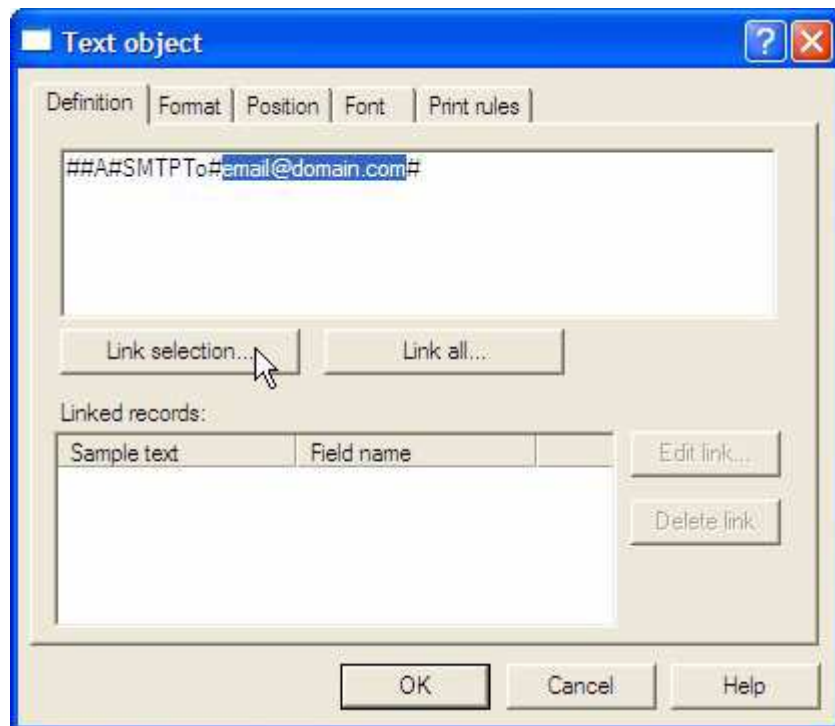 Text object
Definition Format Position Font Print rules
##A#SMTPTo#email@domain.com#
Link selection... Link all...
Linked records:
Sample text Field name
Edit link...
Delete link
OK Cancel Help